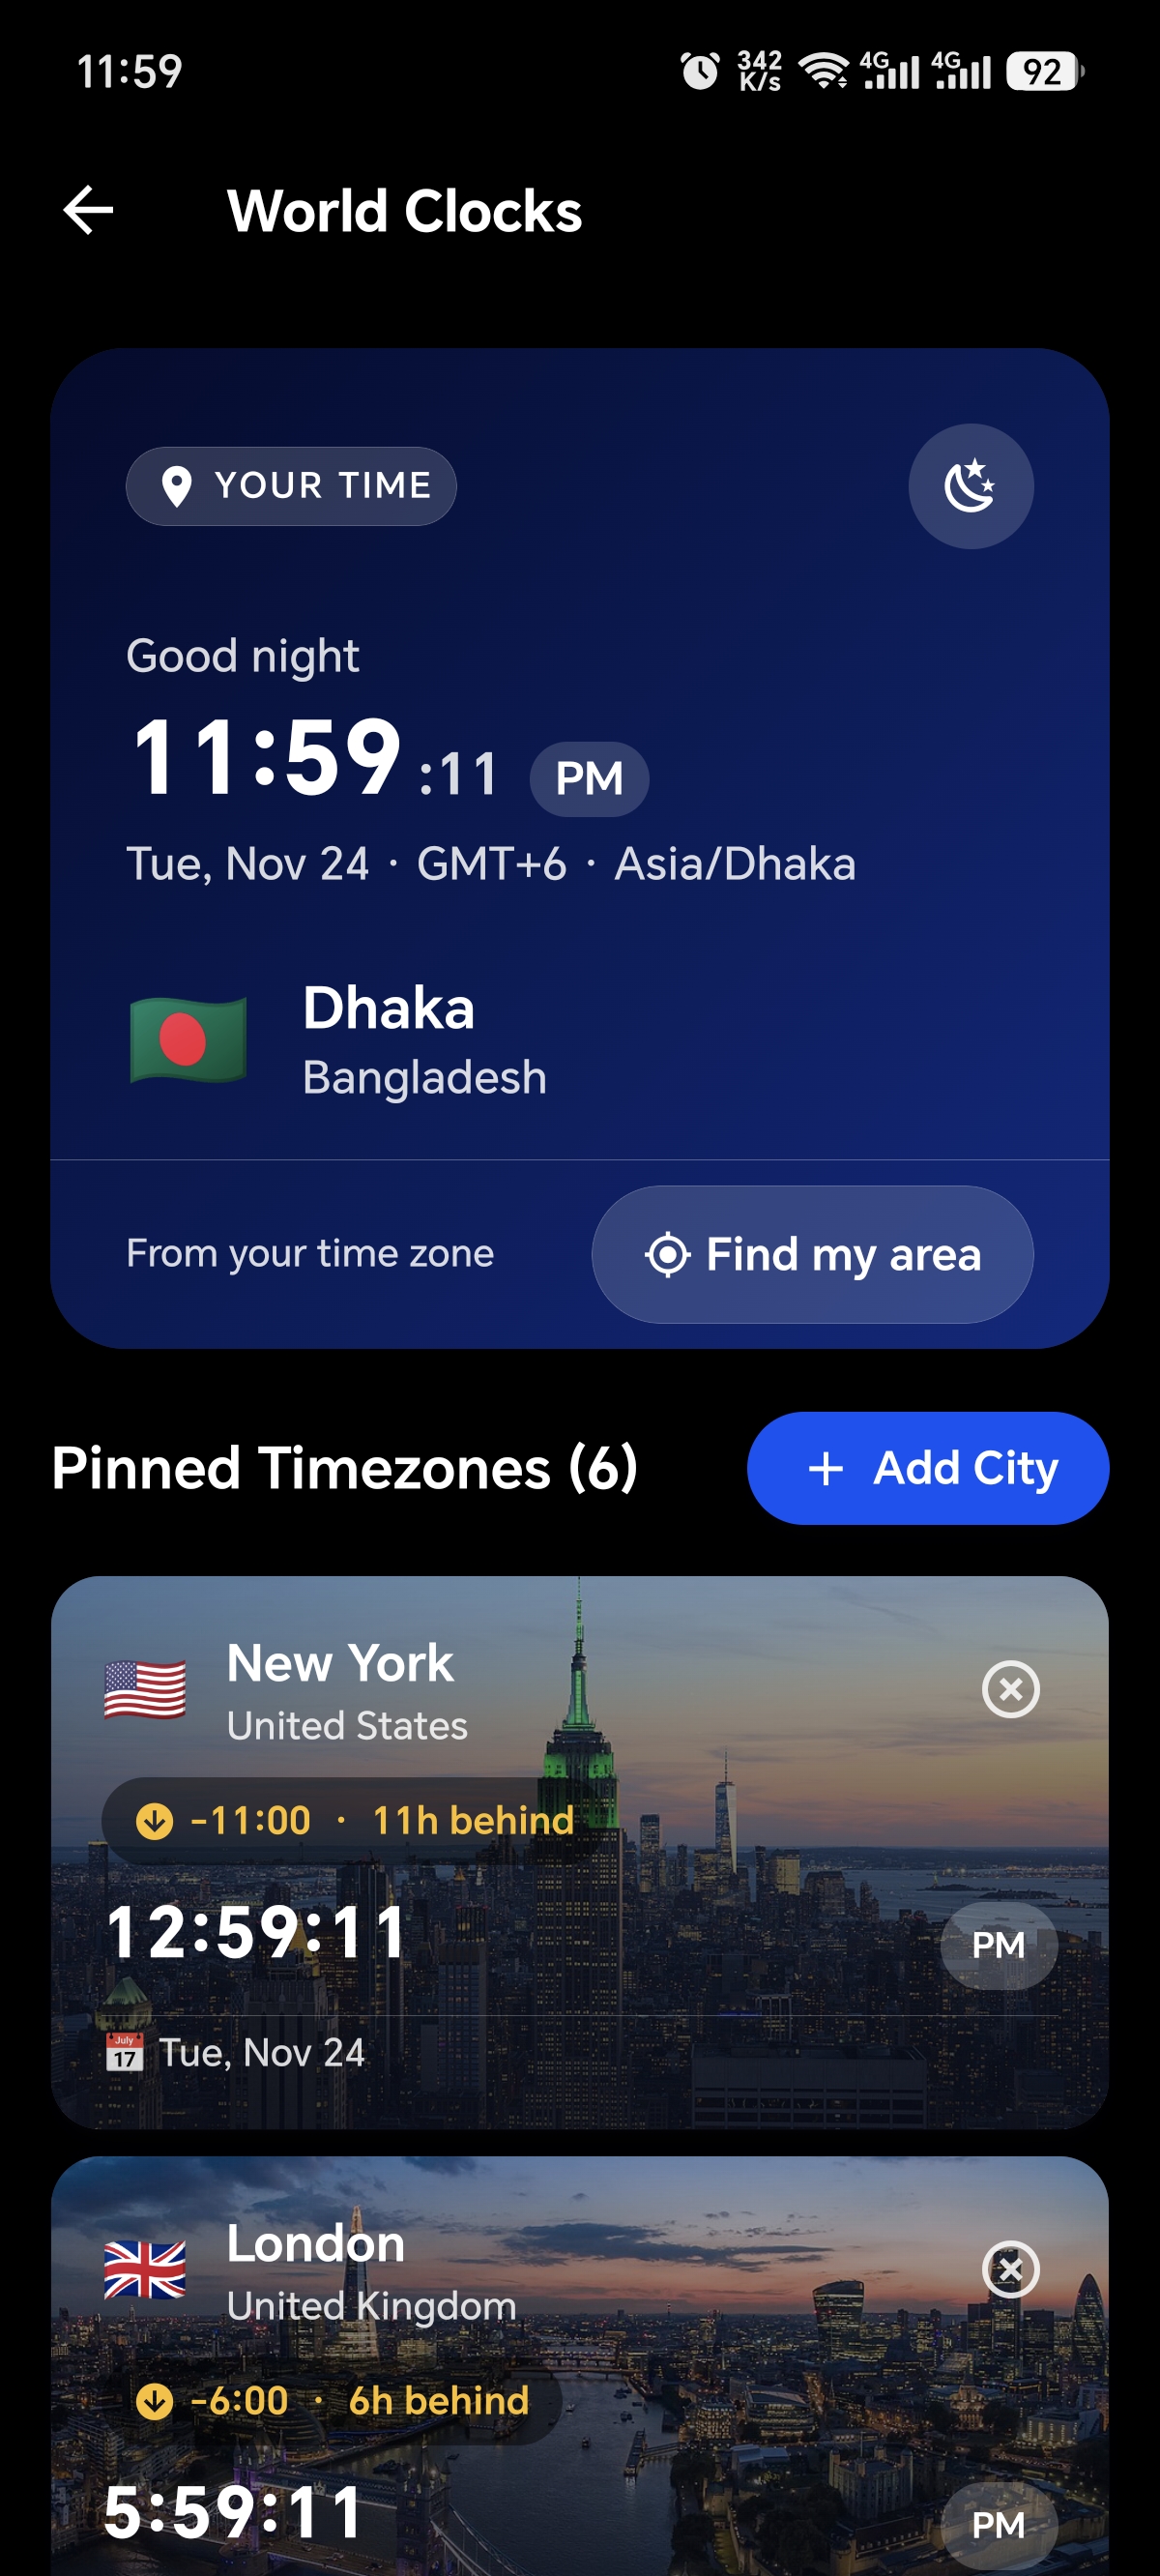 11:59 342 K/s 4G 4G 92
World Clocks
YOUR TIME
Good night
11:59 :11 PM
Tue, Nov 24 · GMT+6 · Asia/Dhaka
Dhaka
Bangladesh
From your time zone Find my area
Pinned Timezones (6) + Add City
New York
United States
-11:00 · 11h behind
12:59:11 PM
July 17 Tue, Nov 24
London
United Kingdom
-6:00 · 6h behind
5:59:11 PM